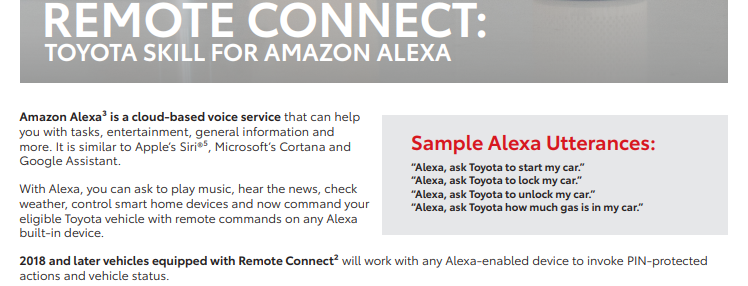 REMOTE CONNECT:
TOYOTA SKILL FOR AMAZON ALEXA
Amazon Alexa³ is a cloud-based voice service that can help
you with tasks, entertainment, general information and
more. It is similar to Apple's Siri®⁵, Microsoft's Cortana and
Google Assistant.
With Alexa, you can ask to play music, hear the news, check
weather, control smart home devices and now command your
eligible Toyota vehicle with remote commands on any Alexa
built-in device.
Sample Alexa Utterances:
"Alexa, ask Toyota to start my car."
"Alexa, ask Toyota to lock my car."
"Alexa, ask Toyota to unlock my car."
"Alexa, ask Toyota how much gas is in my car."
2018 and later vehicles equipped with Remote Connect² will work with any Alexa-enabled device to invoke PIN-protected
actions and vehicle status.